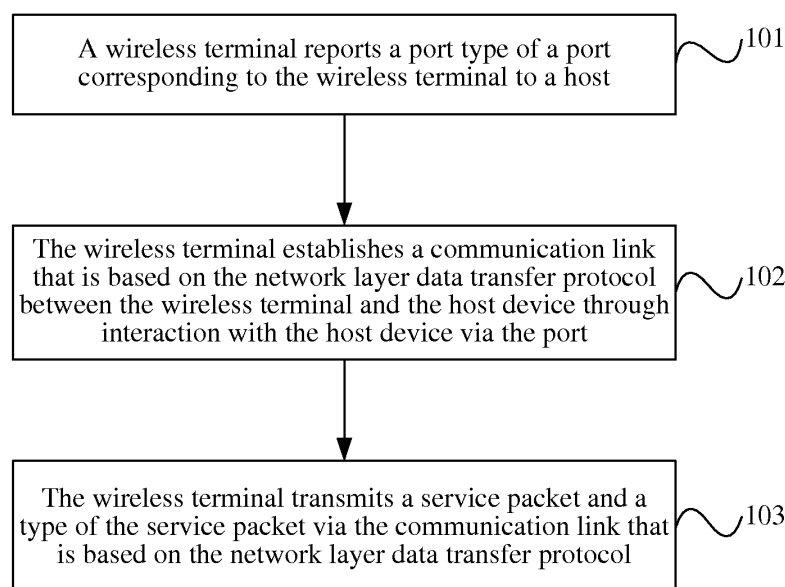 A wireless terminal reports a port type of a port
corresponding to the wireless terminal to a host
101
The wireless terminal establishes a communication link
that is based on the network layer data transfer protocol
between the wireless terminal and the host device through
interaction with the host device via the port
102
The wireless terminal transmits a service packet and a
type of the service packet via the communication link that
is based on the network layer data transfer protocol
103